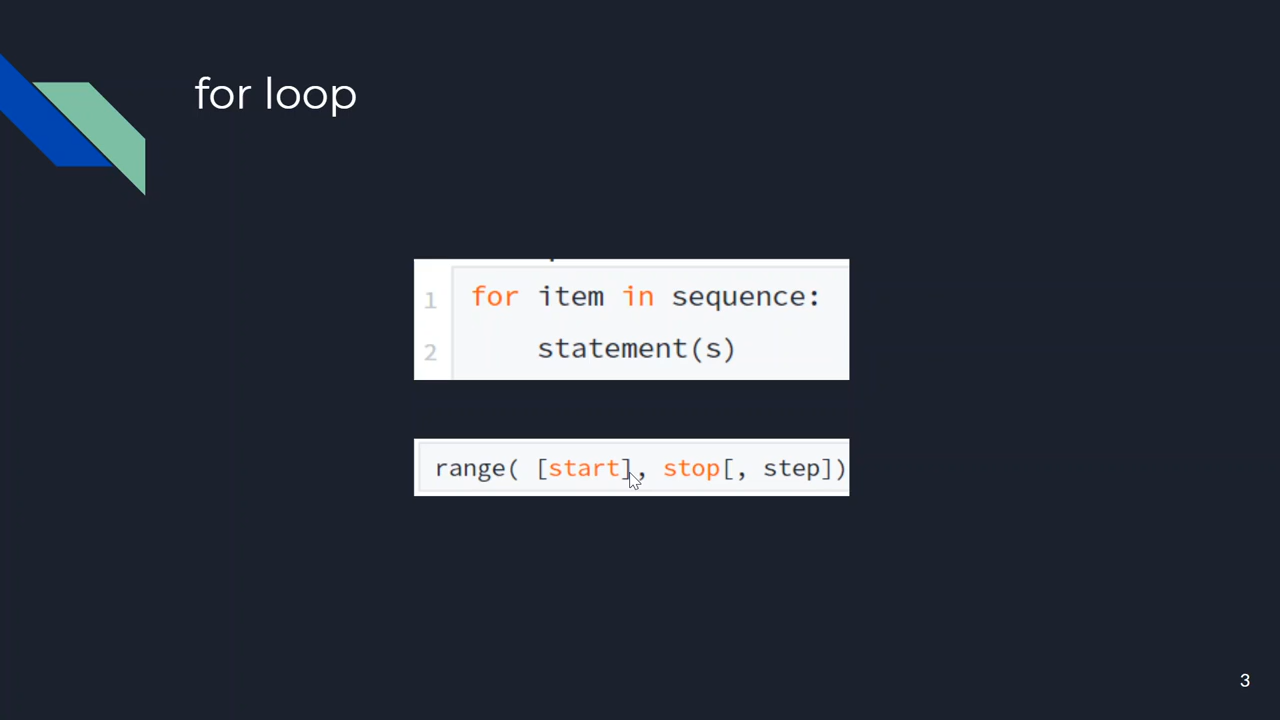 for loop
1 for item in sequence:
2 statement(s)
range( [start], stop[, step])
3